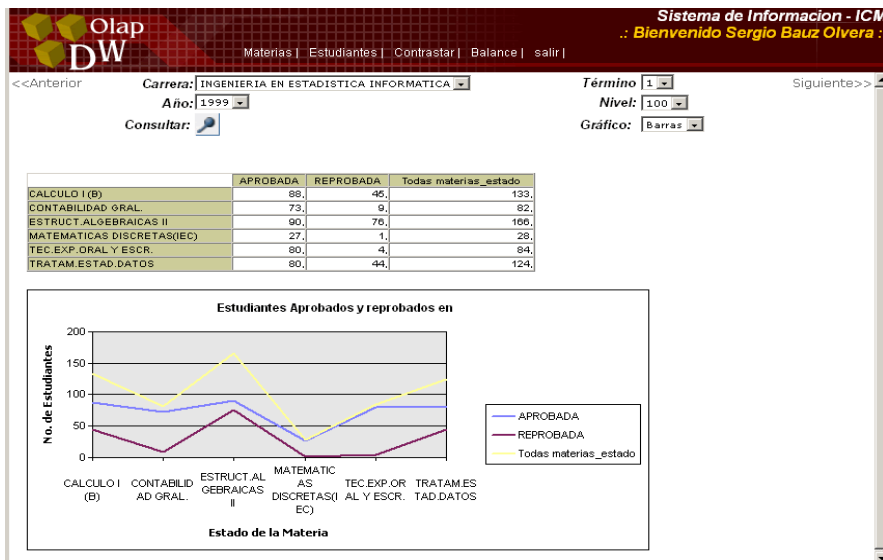 Olap
DW
Sistema de Informacion - ICM
.: Bienvenido Sergio Bauz Olvera :
Materias | Estudiantes | Contrastar | Balance | salir |
<<Anterior
Carrera: INGENIERIA EN ESTADISTICA INFORMATICA
Término 1
Siguiente>>
Año: 1999
Nivel: 100
Consultar:
Gráfico: Barras
APROBADA REPROBADA Todas materias_estado
CALCULO I (B) 88, 45, 133,
CONTABILIDAD GRAL. 73, 9, 82,
ESTRUCT.ALGEBRAICAS II 90, 76, 166,
MATEMATICAS DISCRETAS(IEC) 27, 1, 28,
TEC.EXP.ORAL Y ESCR. 80, 4, 84,
TRATAM.ESTAD.DATOS 80, 44, 124,
Estudiantes Aprobados y reprobados en
No. de Estudiantes
200
150
100
50
0
CALCULO I
(B)
CONTABILID
AD GRAL.
ESTRUCT.AL
GEBRAICAS
II
MATEMATIC
AS
DISCRETAS(I
EC)
TEC.EXP.OR
AL Y ESCR.
TRATAM.ES
TAD.DATOS
Estado de la Materia
APROBADA
REPROBADA
Todas materias_estado